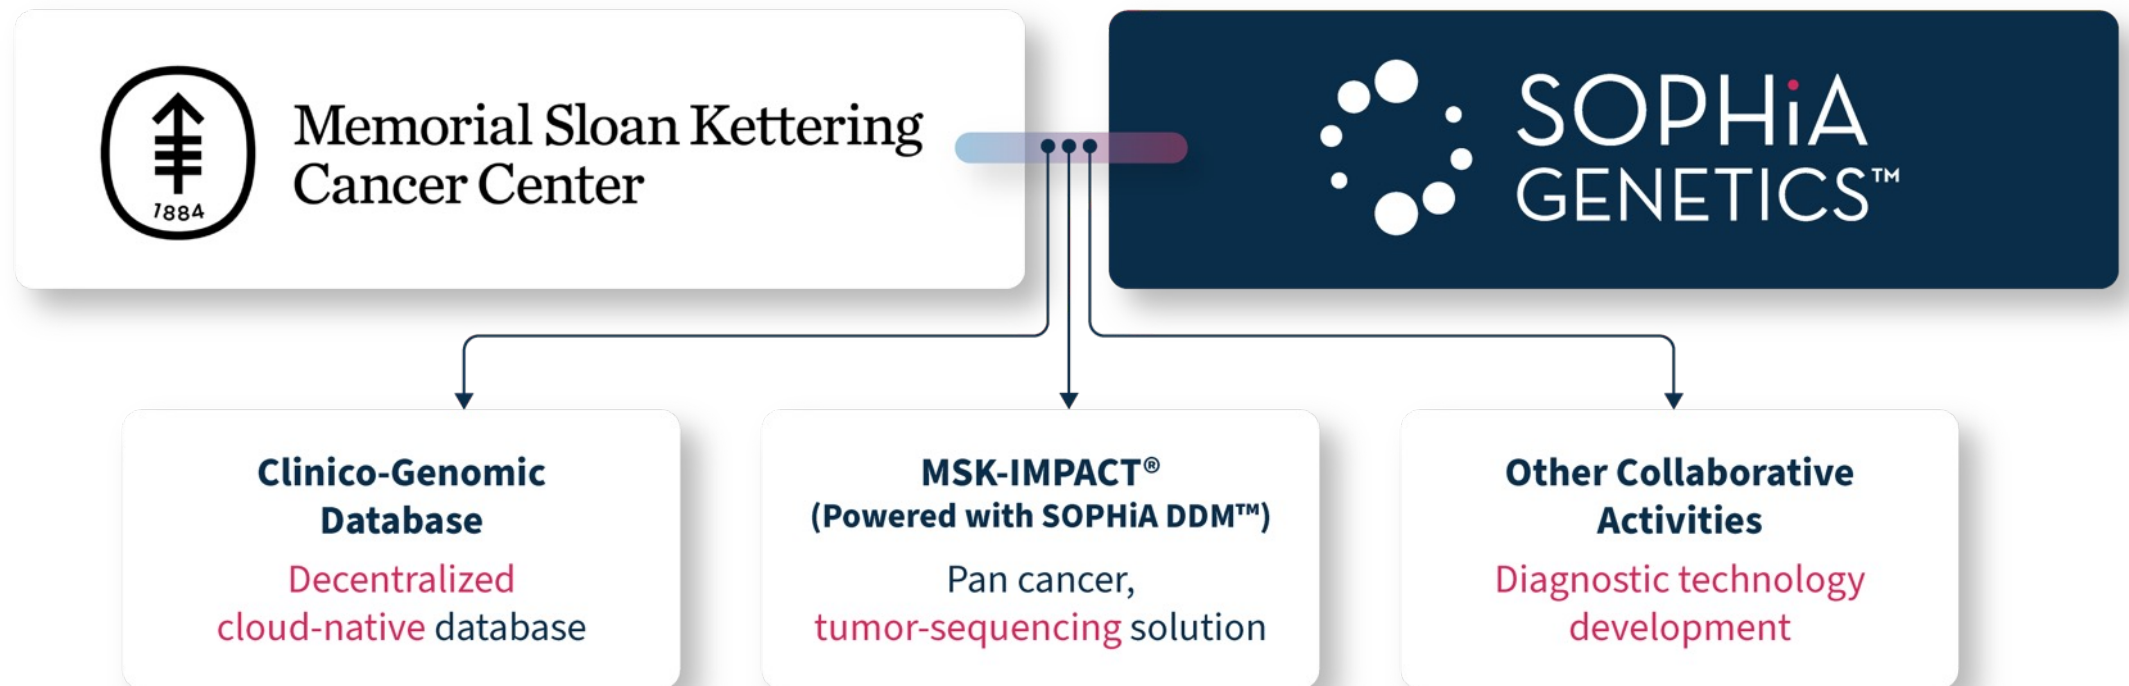 1884
Memorial Sloan Kettering
Cancer Center
SOPHiA
GENETICS™
Clinico-Genomic
Database
Decentralized
cloud-native database
MSK-IMPACT®
(Powered with SOPHiA DDM™)
Pan cancer,
tumor-sequencing solution
Other Collaborative
Activities
Diagnostic technology
development